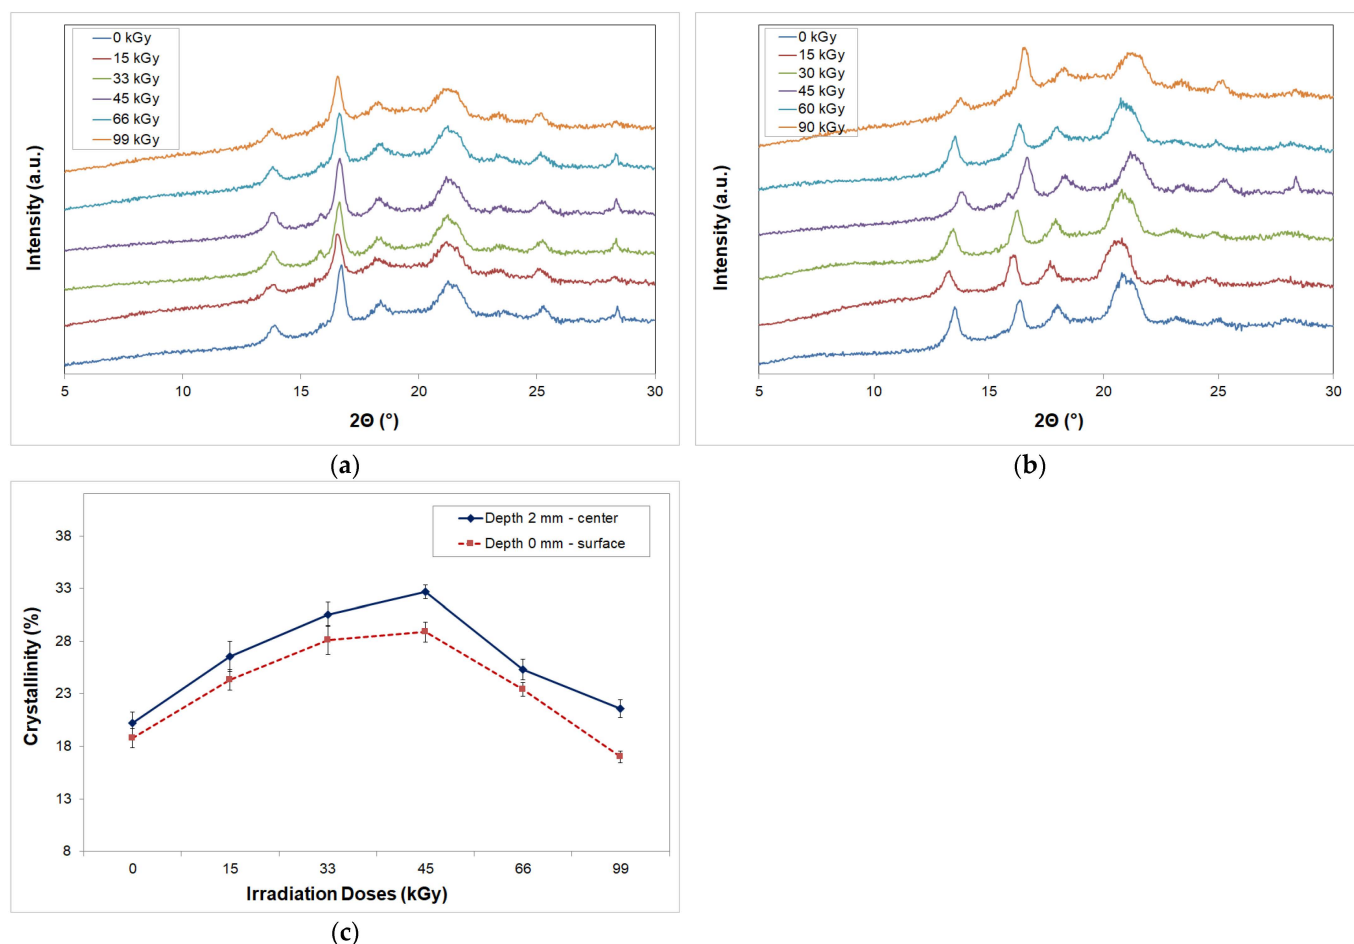 0 kGy
15 kGy
33 kGy
45 kGy
66 kGy
99 kGy
Intensity (a.u.)
5 10 15 20 25 30
2Θ (°)
(a)
0 kGy
15 kGy
30 kGy
45 kGy
60 kGy
90 kGy
Intensity (a.u.)
5 10 15 20 25 30
2Θ (°)
(b)
Depth 2 mm - center
Depth 0 mm - surface
Crystallinity (%)
38
33
28
23
18
13
8
0 15 33 45 66 99
Irradiation Doses (kGy)
(c)